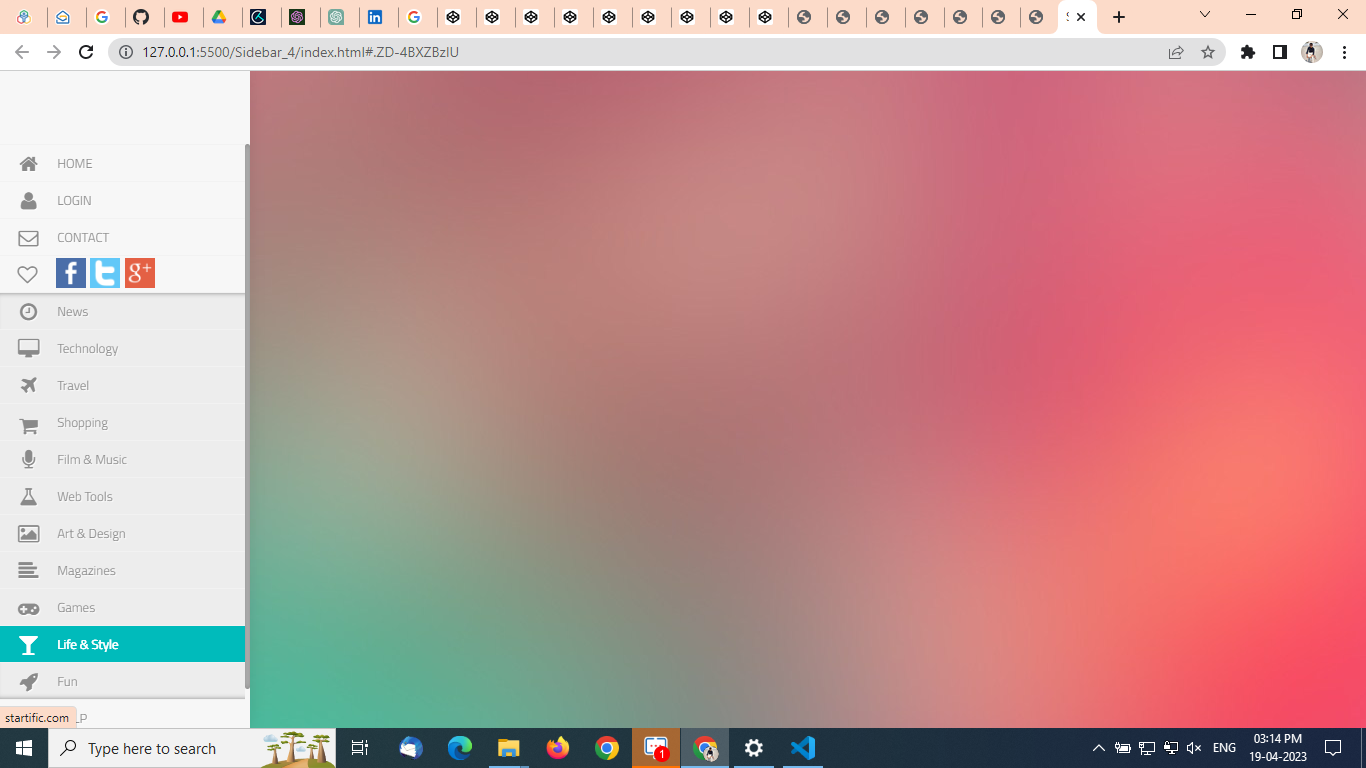 127.0.0.1:5500/Sidebar_4/index.html#.ZD-4BXZBzIU
HOME
LOGIN
CONTACT
f t g+
News
Technology
Travel
Shopping
Film & Music
Web Tools
Art & Design
Magazines
Games
Life & Style
Fun
startific.com
Type here to search
1
ENG
03:14 PM
19-04-2023